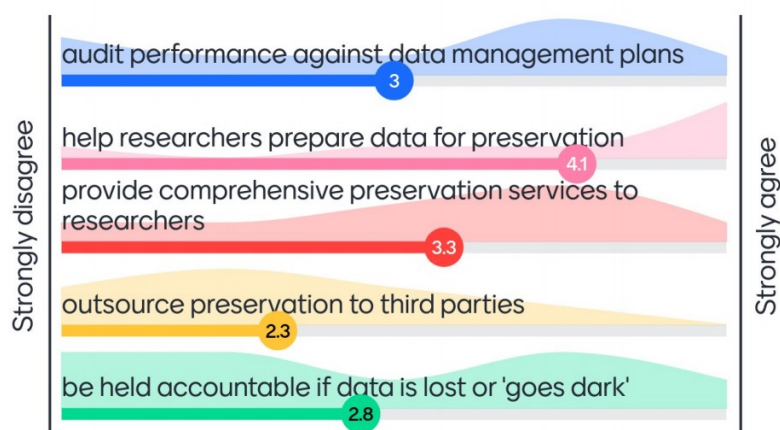 Strongly disagree
audit performance against data management plans
3
help researchers prepare data for preservation
4.1
provide comprehensive preservation services to
researchers
3.3
outsource preservation to third parties
2.3
be held accountable if data is lost or 'goes dark'
2.8
Strongly agree